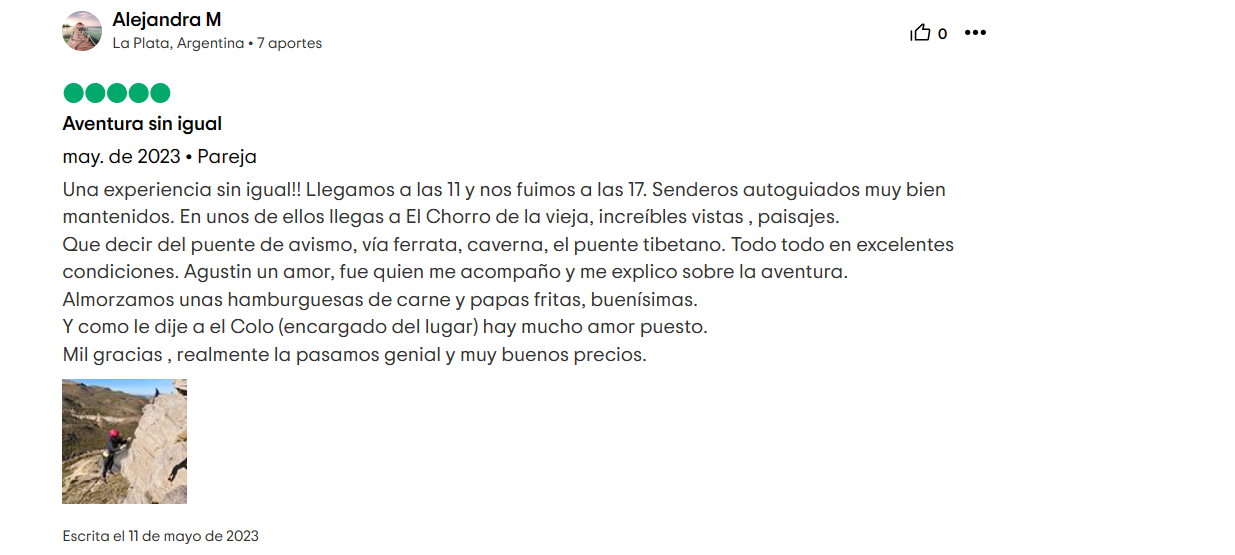 Alejandra M
La Plata, Argentina • 7 aportes
0
Aventura sin igual
may. de 2023 • Pareja
Una experiencia sin igual!! Llegamos a las 11 y nos fuimos a las 17. Senderos autoguiados muy bien
mantenidos. En unos de ellos llegas a El Chorro de la vieja, increíbles vistas , paisajes.
Que decir del puente de avismo, vía ferrata, caverna, el puente tibetano. Todo todo en excelentes
condiciones. Agustin un amor, fue quien me acompaño y me explico sobre la aventura.
Almorzamos unas hamburguesas de carne y papas fritas, buenísimas.
Y como le dije a el Colo (encargado del lugar) hay mucho amor puesto.
Mil gracias , realmente la pasamos genial y muy buenos precios.
Escrita el 11 de mayo de 2023